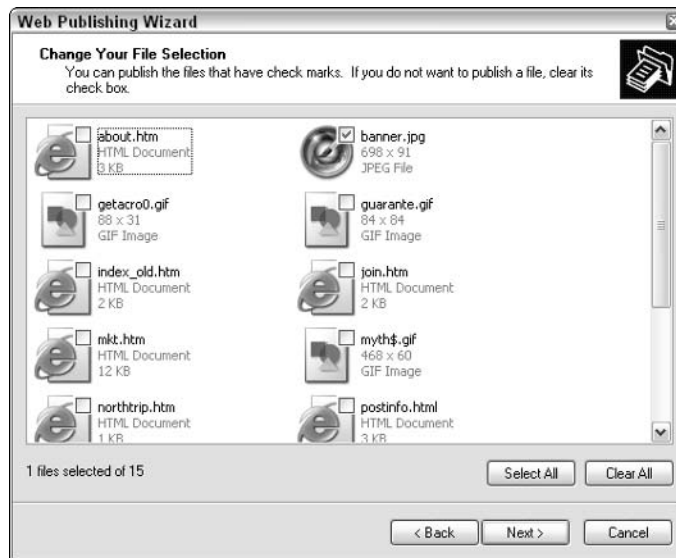 Web Publishing Wizard
Change Your File Selection
You can publish the files that have check marks. If you do not want to publish a file, clear its
check box.
about.htm
HTML Document
3 KB
banner.jpg
698 x 91
JPEG File
getacro0.gif
88 x 31
GIF Image
guarante.gif
84 x 84
GIF Image
index_old.htm
HTML Document
2 KB
join.htm
HTML Document
2 KB
mkt.htm
HTML Document
12 KB
myth$.gif
468 x 60
GIF Image
northtrip.htm
HTML Document
1 KB
postinfo.html
HTML Document
3 KB
1 files selected of 15
Select All
Clear All
< Back
Next >
Cancel